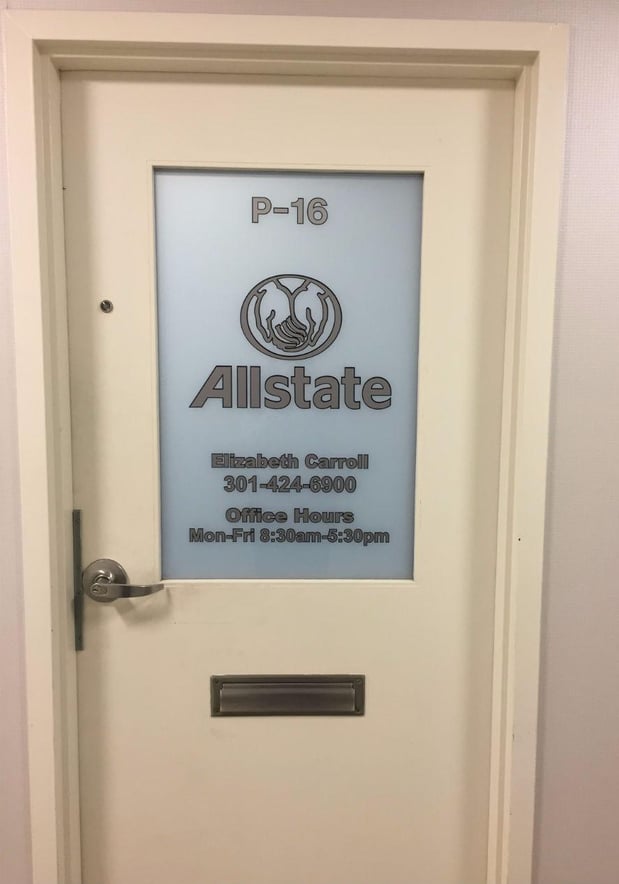 P-16
Allstate
Elizabeth Carroll
301-424-6900
Office Hours
Mon-Fri 8:30am-5:30pm